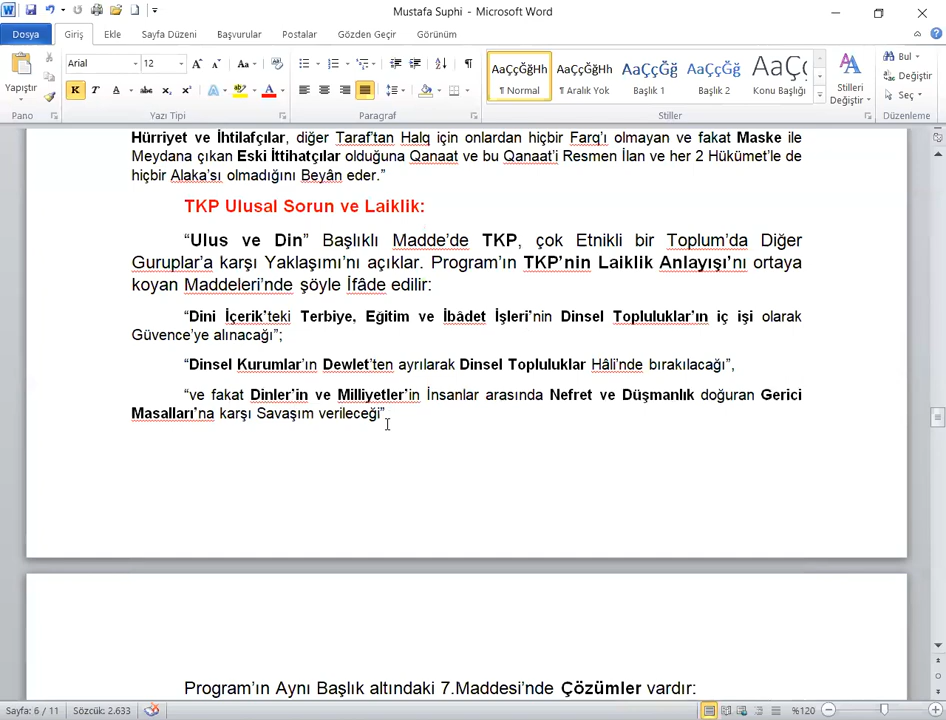 Mustafa Suphi - Microsoft Word
Dosya Giriş Ekle Sayfa Düzeni Başvurular Postalar Gözden Geçir Görünüm
Arial 12
Yapıştır
K T A abc x₂ x²
AaÇçĞğHh AaÇçĞğHh AaÇçĞğ AaÇçĞğ AaÇç
¶ Normal ¶ Aralık Yok Başlık 1 Başlık 2 Konu Başlığı
Stilleri Değiştir
Bul
Değiştir
Seç
Pano Yazı Tipi Paragraf Stiller Düzenleme
Hürriyet ve İhtilafçılar, diğer Taraf’tan Halq için onlardan hiçbir Farq’ı olmayan ve fakat Maske ile
Meydana çıkan Eski İttihatçılar olduğuna Qanaat ve bu Qanaat’i Resmen İlan ve her 2 Hükümet’le de
hiçbir Alaka’sı olmadığını Beyân eder.”
TKP Ulusal Sorun ve Laiklik:
“Ulus ve Din” Başlıklı Madde’de TKP, çok Etnikli bir Toplum’da Diğer
Guruplar’a karşı Yaklaşımı’nı açıklar. Program’ın TKP’nin Laiklik Anlayışı’nı ortaya
koyan Maddeleri’nde şöyle İfâde edilir:
“Dini İçerik’teki Terbiye, Eğitim ve İbâdet İşleri’nin Dinsel Topluluklar’ın iç işi olarak
Güvence’ye alınacağı”;
“Dinsel Kurumlar’ın Dewlet’ten ayrılarak Dinsel Topluluklar Hâli’nde bırakılacağı”,
“ve fakat Dinler’in ve Milliyetler’in İnsanlar arasında Nefret ve Düşmanlık doğuran Gerici
Masalları’na karşı Savaşım verileceği”
Program’ın Aynı Başlık altındaki 7.Maddesi’nde Çözümler vardır:
Sayfa: 6 / 11 Sözcük: 2.633 %120